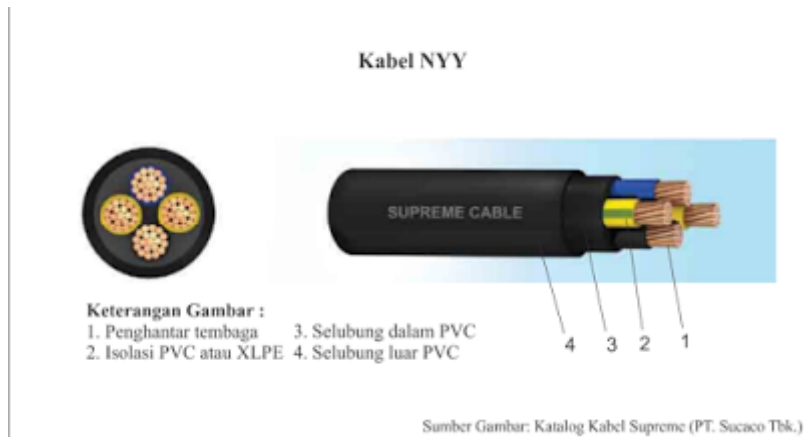 Kabel NYY
SUPREME CABLE
Keterangan Gambar :
1. Penghantar tembaga 3. Selubung dalam PVC
2. Isolasi PVC atau XLPE 4. Selubung luar PVC
4 3 2 1
Sumber Gambar: Katalog Kabel Supreme (PT. Sucaco Tbk.)